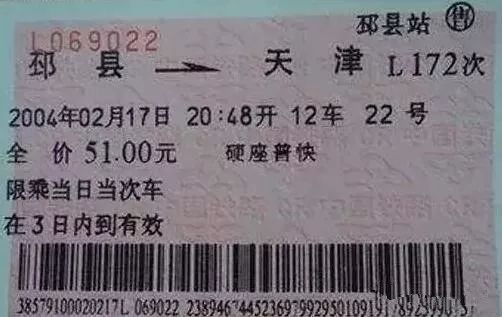 邳县站 售
L069022
邳县 → 天津 L172次
2004年02月17日 20:48开 12车 22号
全价51.00元 硬座普快
限乘当日当次车
在3日内到有效